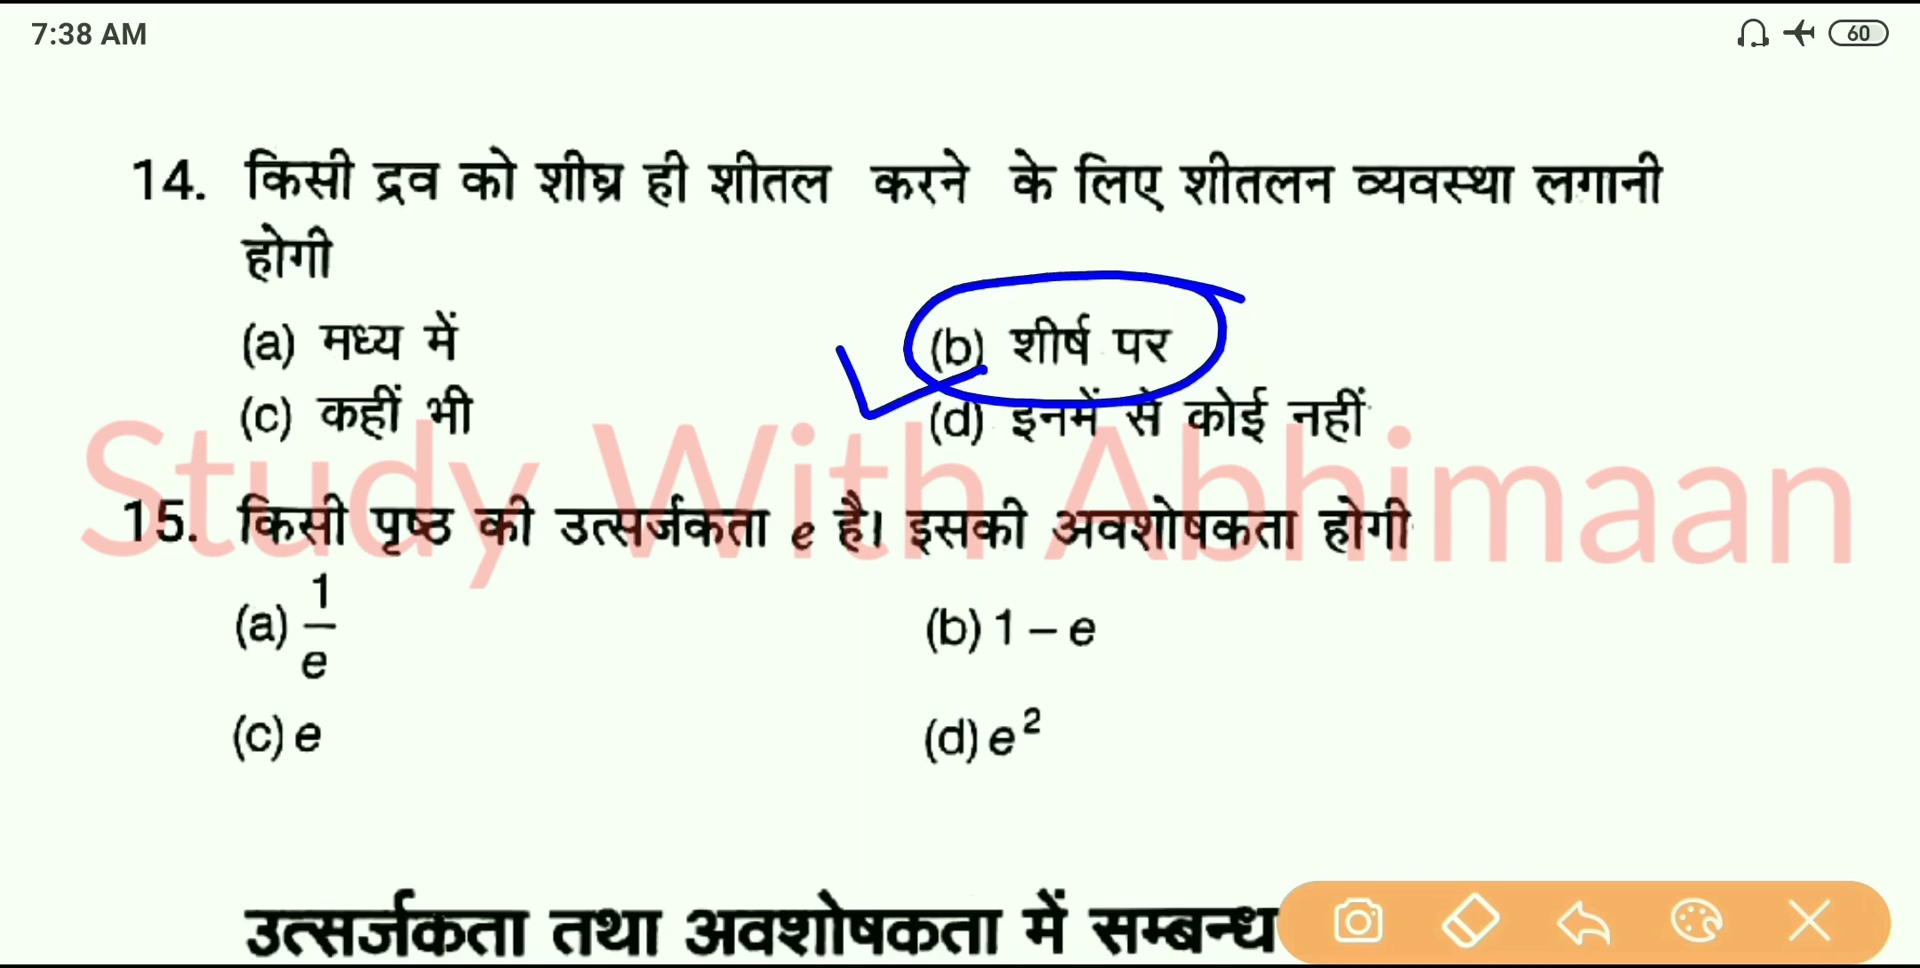 7:38 AM
60
14. किसी द्रव को शीघ्र ही शीतल करने के लिए शीतलन व्यवस्था लगानी
होगी
(a) मध्य में (b) शीर्ष पर
(c) कहीं भी (d) इनमें से कोई नहीं
Study With Abhimaan
15. किसी पृष्ठ की उत्सर्जकता e है। इसकी अवशोषकता होगी
(a) 1/e (b) 1 – e
(c) e (d) e²
उत्सर्जकता तथा अवशोषकता में सम्बन्ध